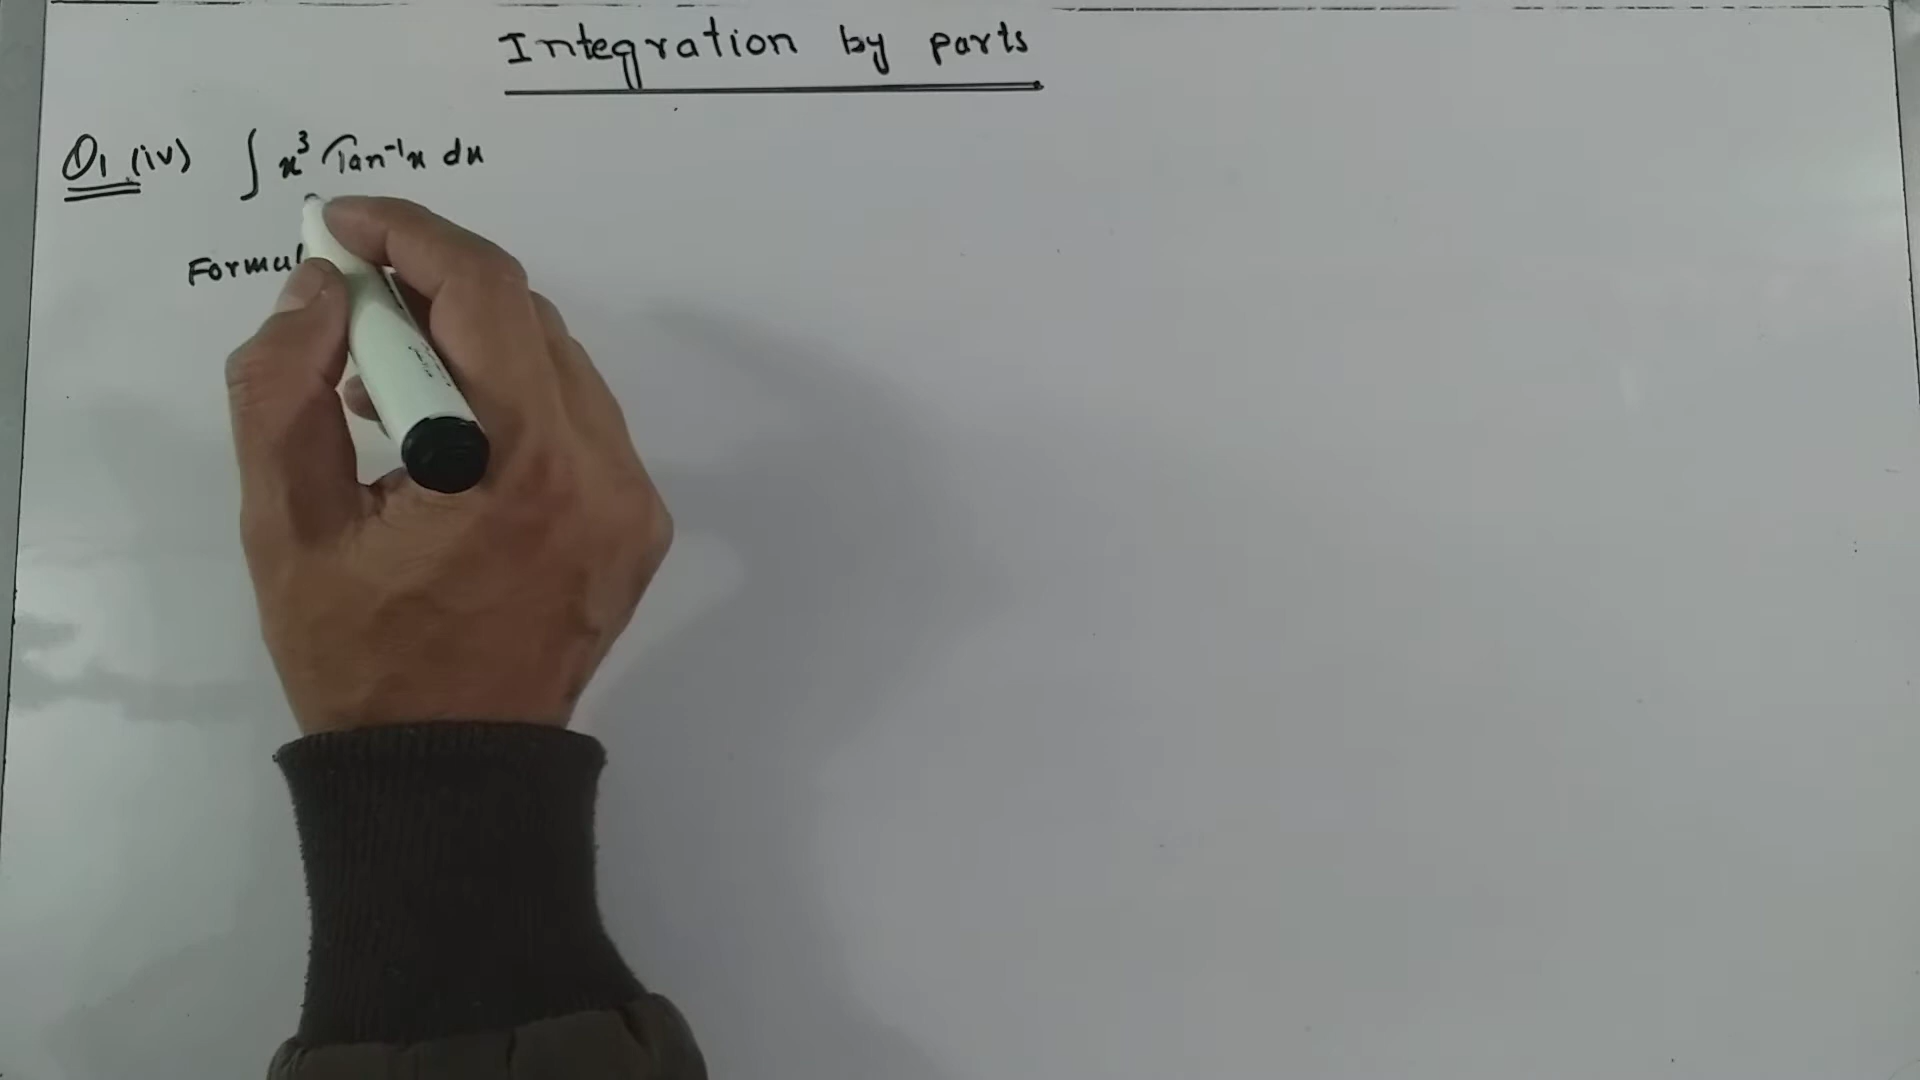 Integration by parts
Q1 (iv) ∫ x³ Tan⁻¹x dx
Formul